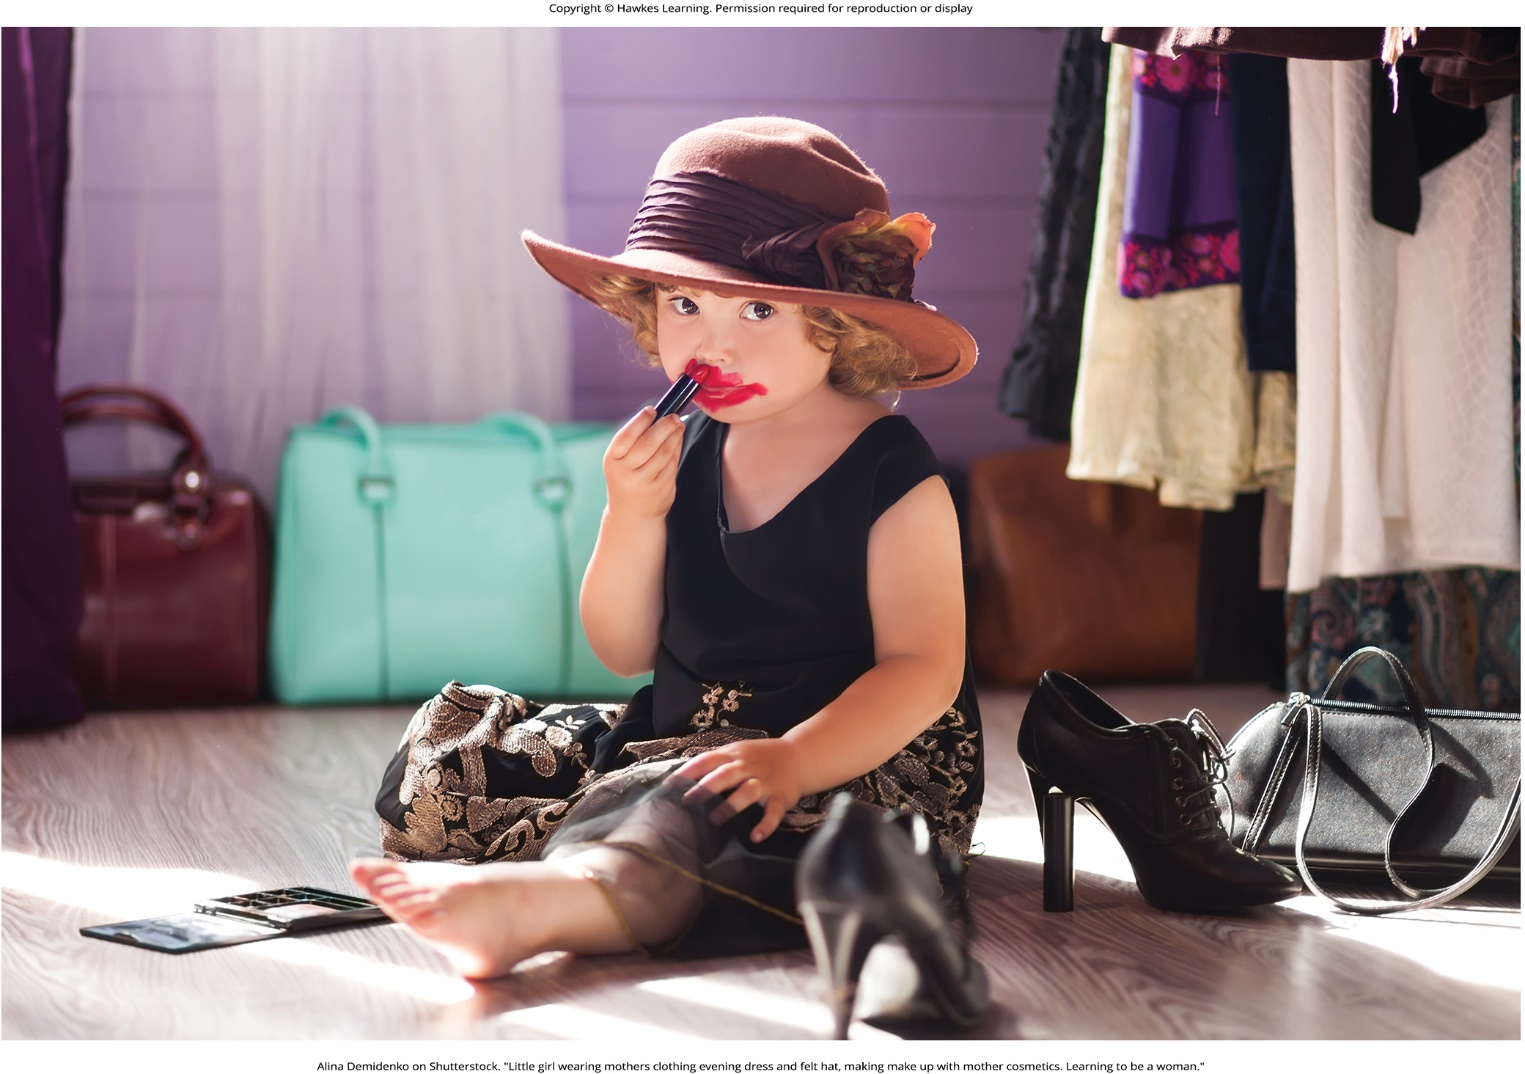 Copyright © Hawkes Learning. Permission required for reproduction or display
Alina Demidenko on Shutterstock. "Little girl wearing mothers clothing evening dress and felt hat, making make up with mother cosmetics. Learning to be a woman."